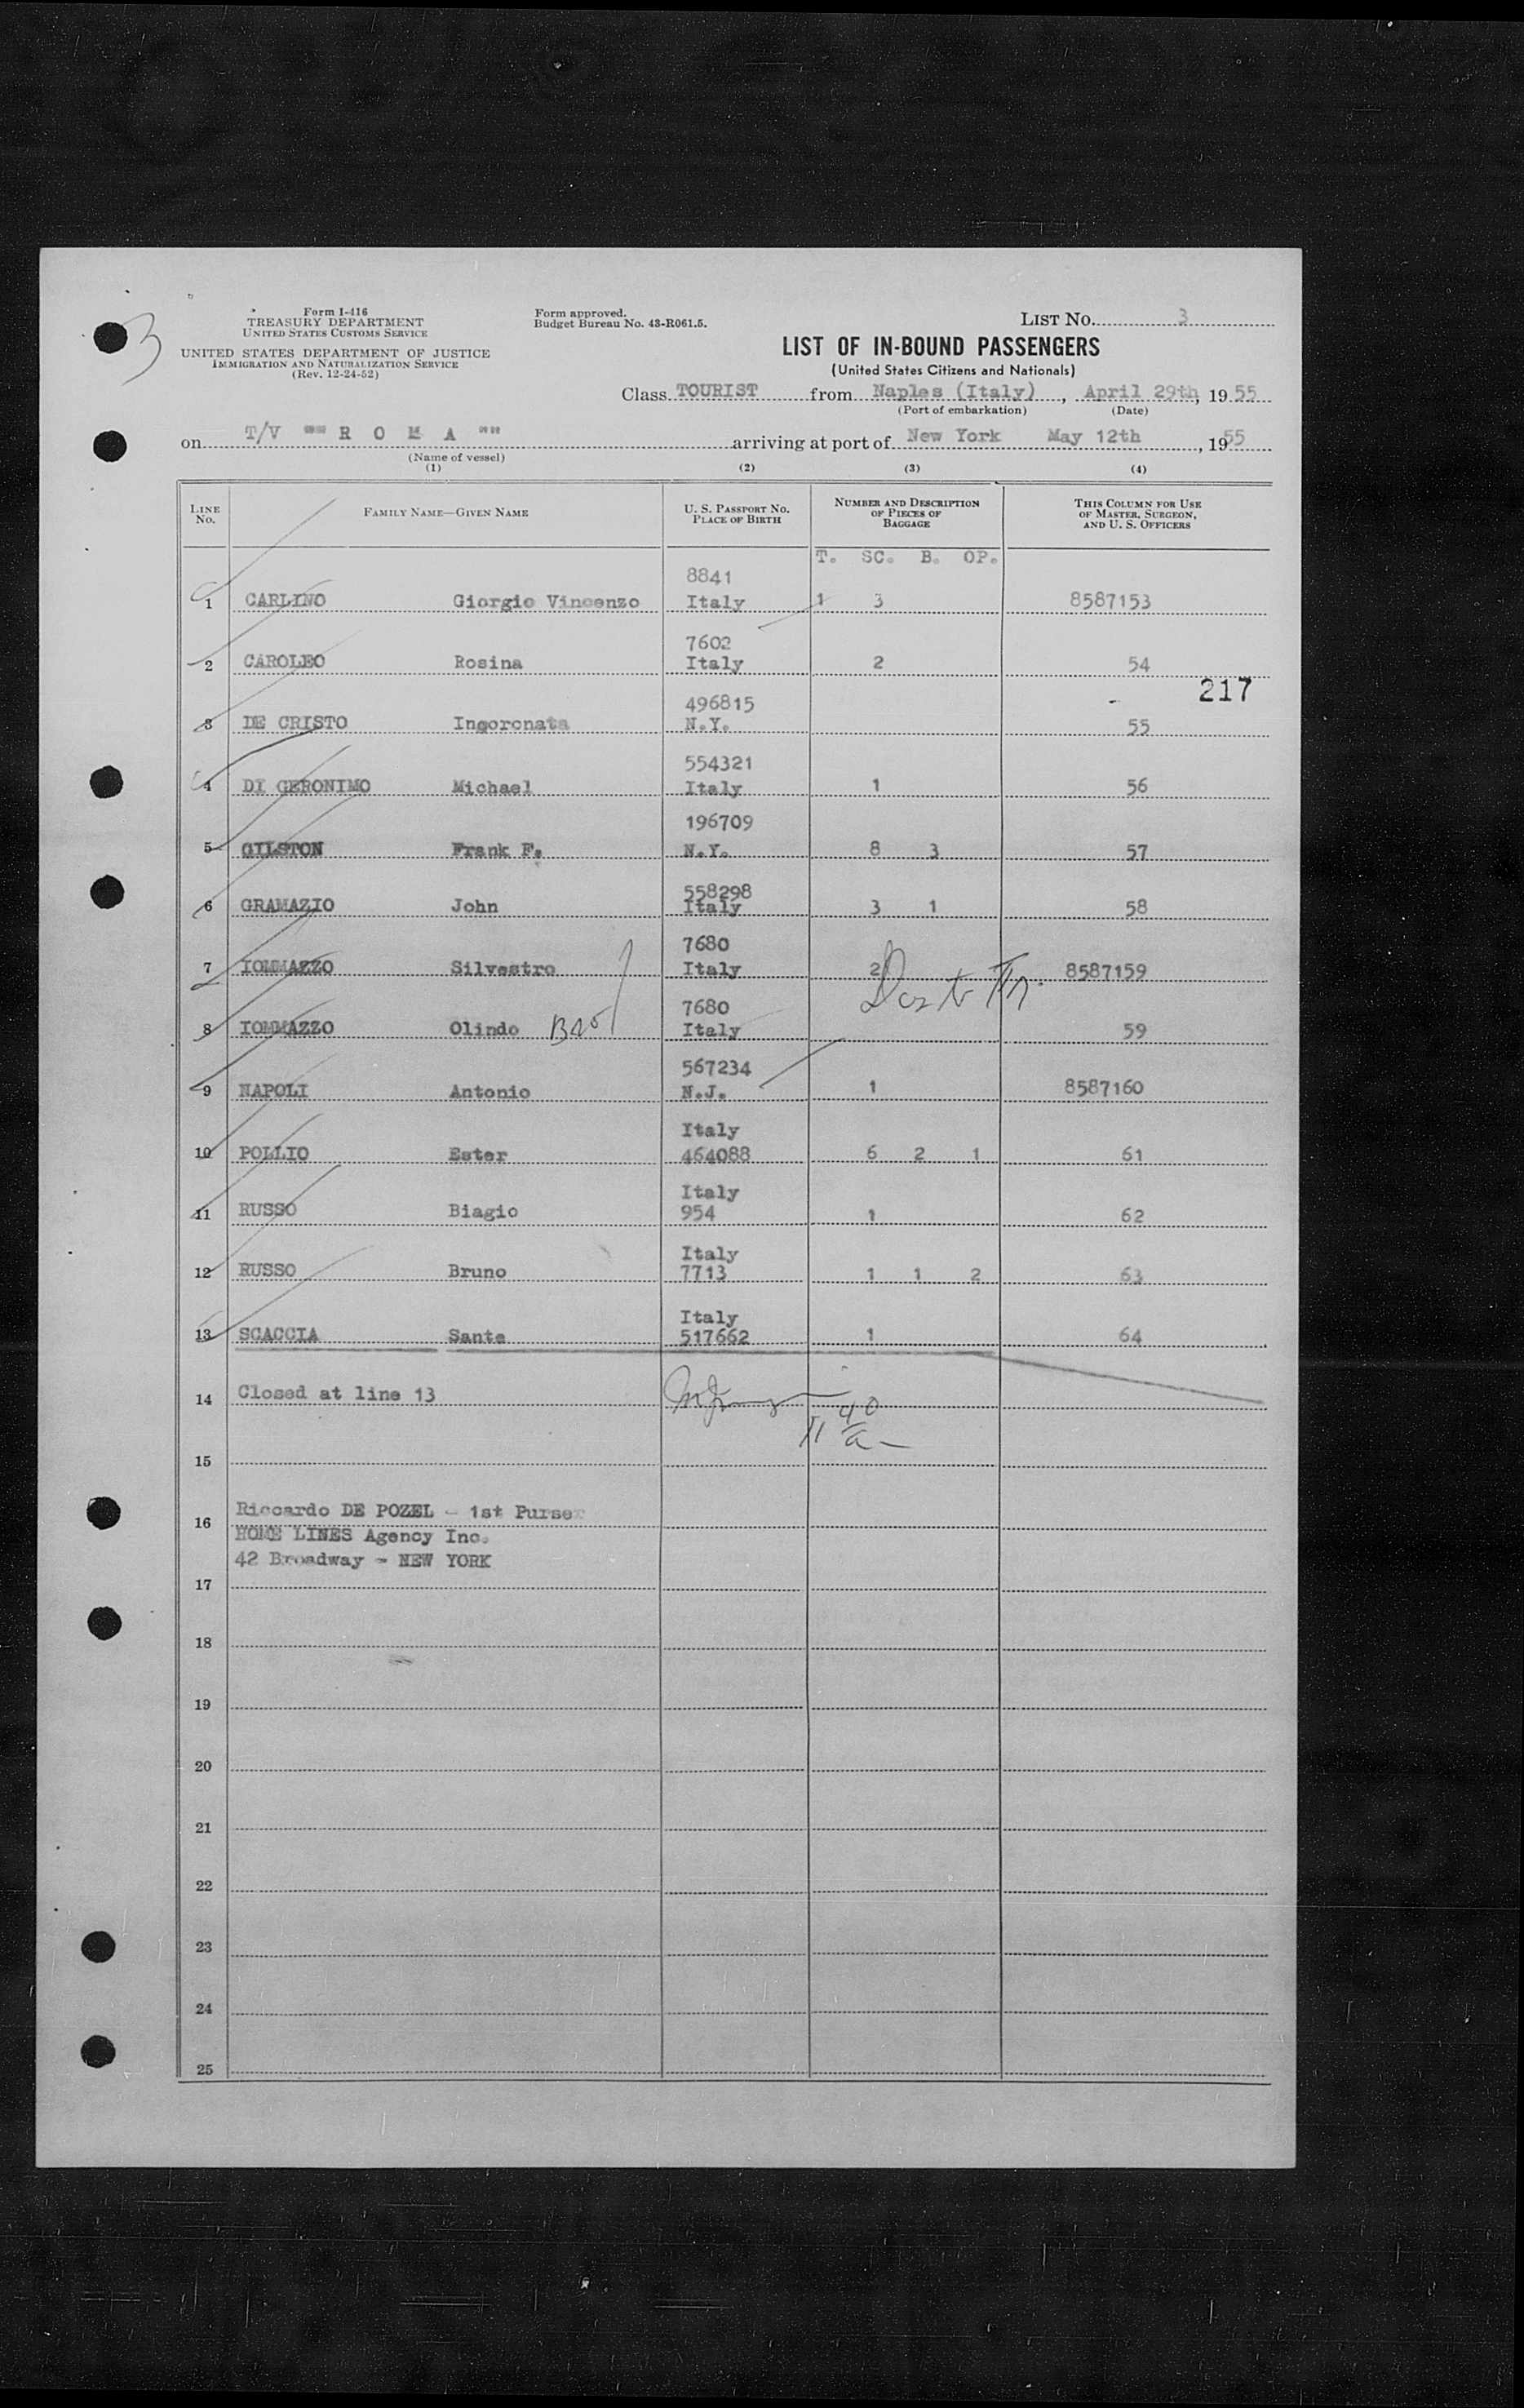 3
Form I-416
TREASURY DEPARTMENT
UNITED STATES CUSTOMS SERVICE
UNITED STATES DEPARTMENT OF JUSTICE
IMMIGRATION AND NATURALIZATION SERVICE
(Rev. 12-24-52)
Form approved.
Budget Bureau No. 43-R061.5.
LIST No. 3
LIST OF IN-BOUND PASSENGERS
(United States Citizens and Nationals)
Class TOURIST from Naples (Italy), April 29th, 19 55
(Port of embarkation) (Date)
on T/V "" R O M A "" arriving at port of New York May 12th, 19 55
(Name of vessel)
(1) (2) (3) (4)
LINE No. FAMILY NAME—GIVEN NAME U. S. PASSPORT No. PLACE OF BIRTH NUMBER AND DESCRIPTION OF PIECES OF BAGGAGE THIS COLUMN FOR USE OF MASTER, SURGEON, AND U. S. OFFICERS
T. SC. B. OP.
8841
1 CARLINO Giorgio Vincenzo Italy 1 3 8587153
7602
2 CAROLEO Rosina Italy 2 54
217
496815
3 DE CRISTO Incoronata N.Y. 55
554321
4 DI GERONIMO Michael Italy 1 56
196709
5 GILSTON Frank F. N.Y. 8 3 57
558298
6 GRAMAZIO John Italy 3 1 58
7680
7 IOMMAZZO Silvestro Italy 2 8587159
7680
8 IOMMAZZO Olindo Bro Italy 59
567234
9 NAPOLI Antonio N.J. 1 8587160
Italy
10 POLLIO Ester 464088 6 2 1 61
Italy
11 RUSSO Biagio 954 1 62
Italy
12 RUSSO Bruno 7713 1 1 2 63
Italy
13 SCACCIA Sante 517662 1 64
14 Closed at line 13
15
Riccardo DE POZEL - 1st Purser
16
HOME LINES Agency Inc.
42 Broadway - NEW YORK
17
18
19
20
21
22
23
24
25